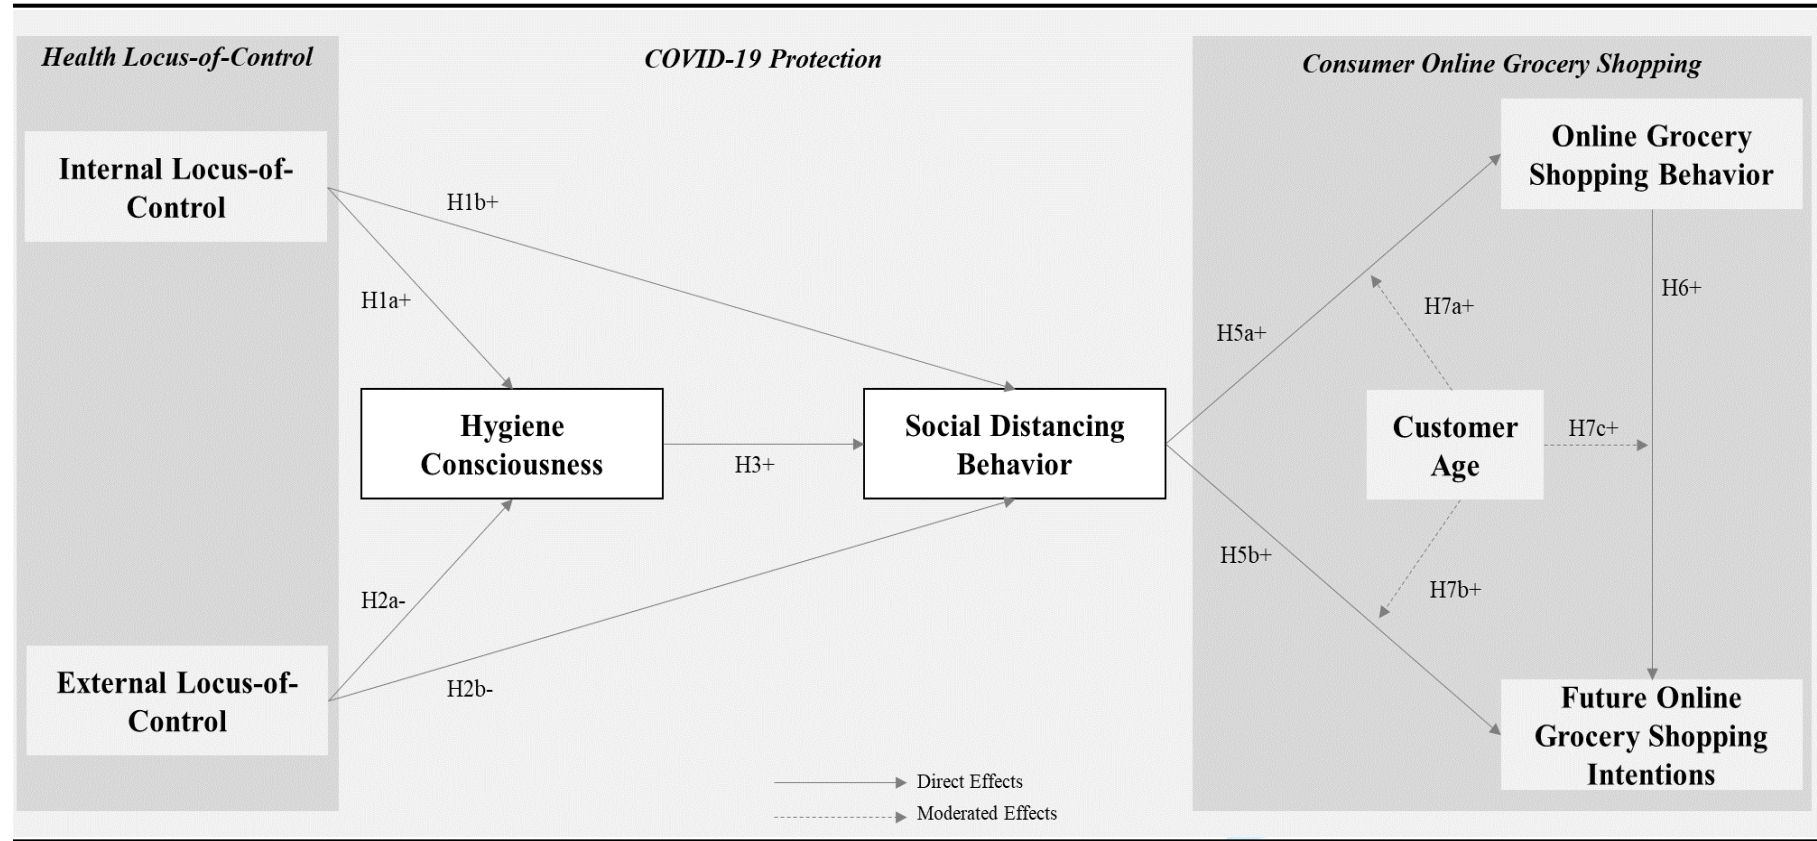 Health Locus-of-Control
COVID-19 Protection
Consumer Online Grocery Shopping
Internal Locus-of-
Control
H1b+
H1a+
Hygiene
Consciousness
H3+
Social Distancing
Behavior
H2a-
H2b-
External Locus-of-
Control
Online Grocery
Shopping Behavior
H5a+
H7a+
H6+
Customer
Age
H7c+
H5b+
H7b+
Future Online
Grocery Shopping
Intentions
Direct Effects
Moderated Effects